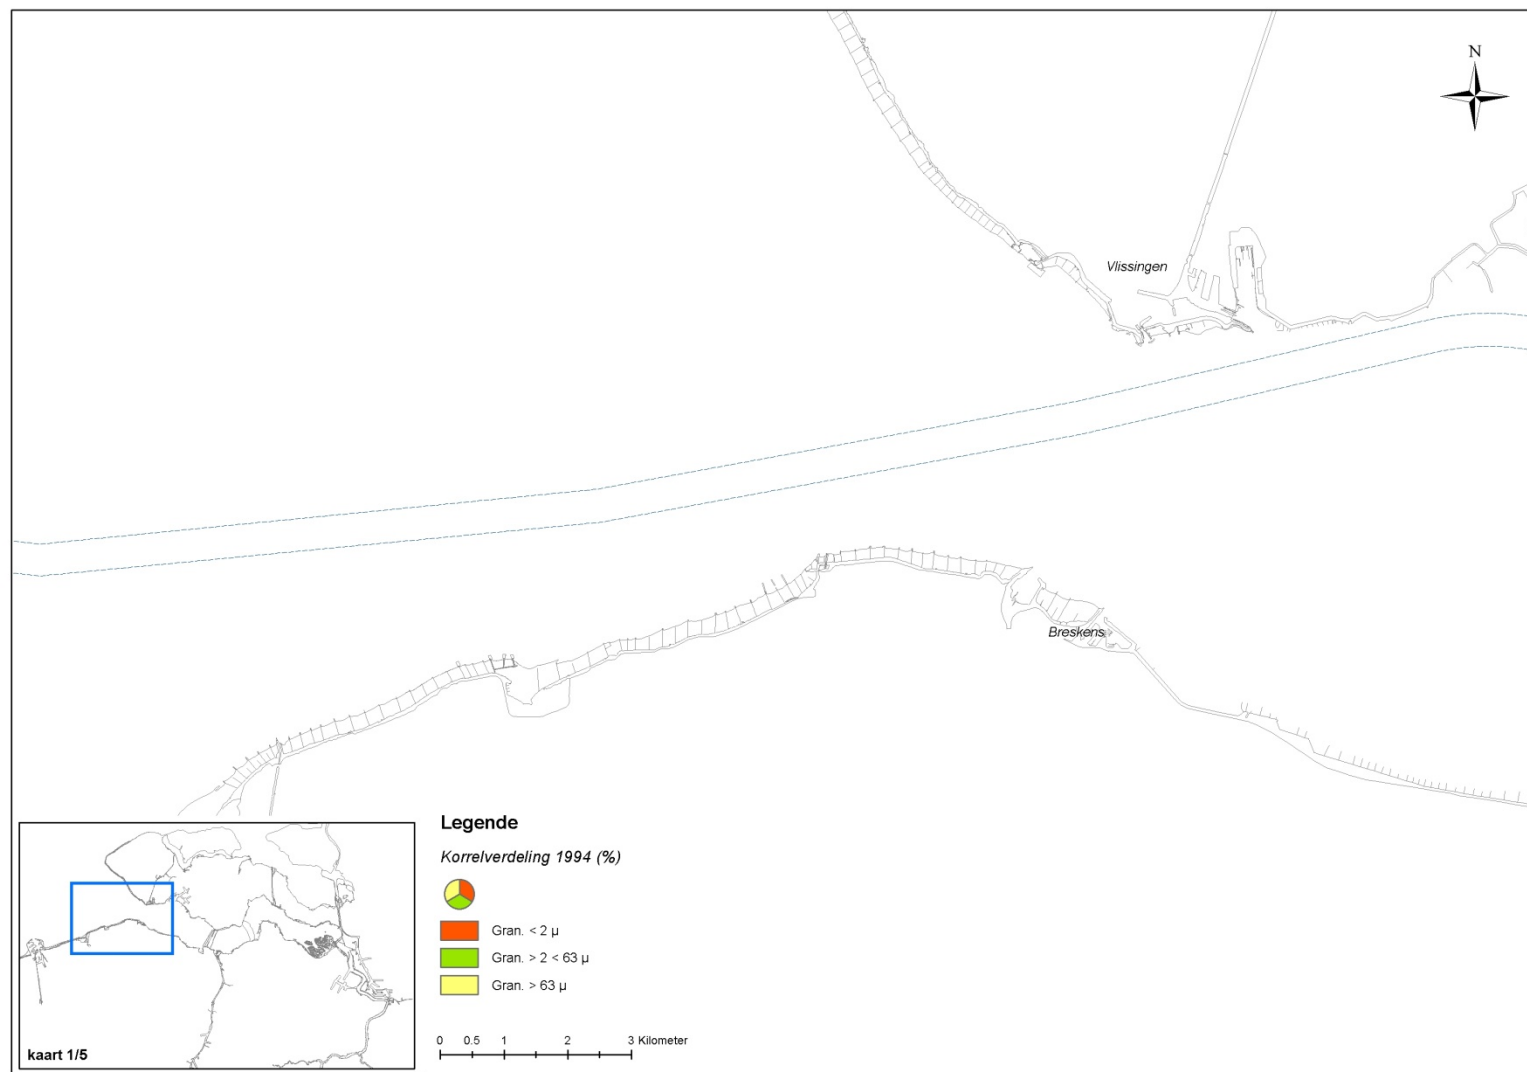 N
Vlissingen
Breskens
Legende
Korrelverdeling 1994 (%)
Gran. < 2 µ
Gran. > 2 < 63 µ
Gran. > 63 µ
0 0.5 1 2 3 Kilometer
kaart 1/5